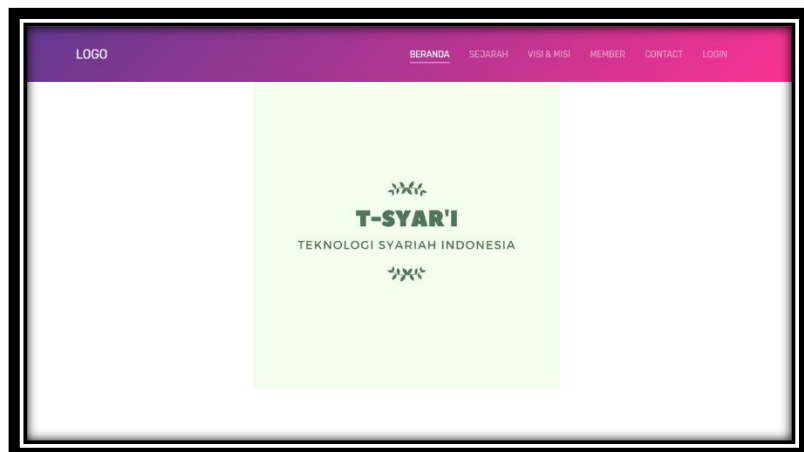 LOGO BERANDA SEJARAH VISI & MISI MEMBER CONTACT LOGIN
T-SYAR'I
TEKNOLOGI SYARIAH INDONESIA